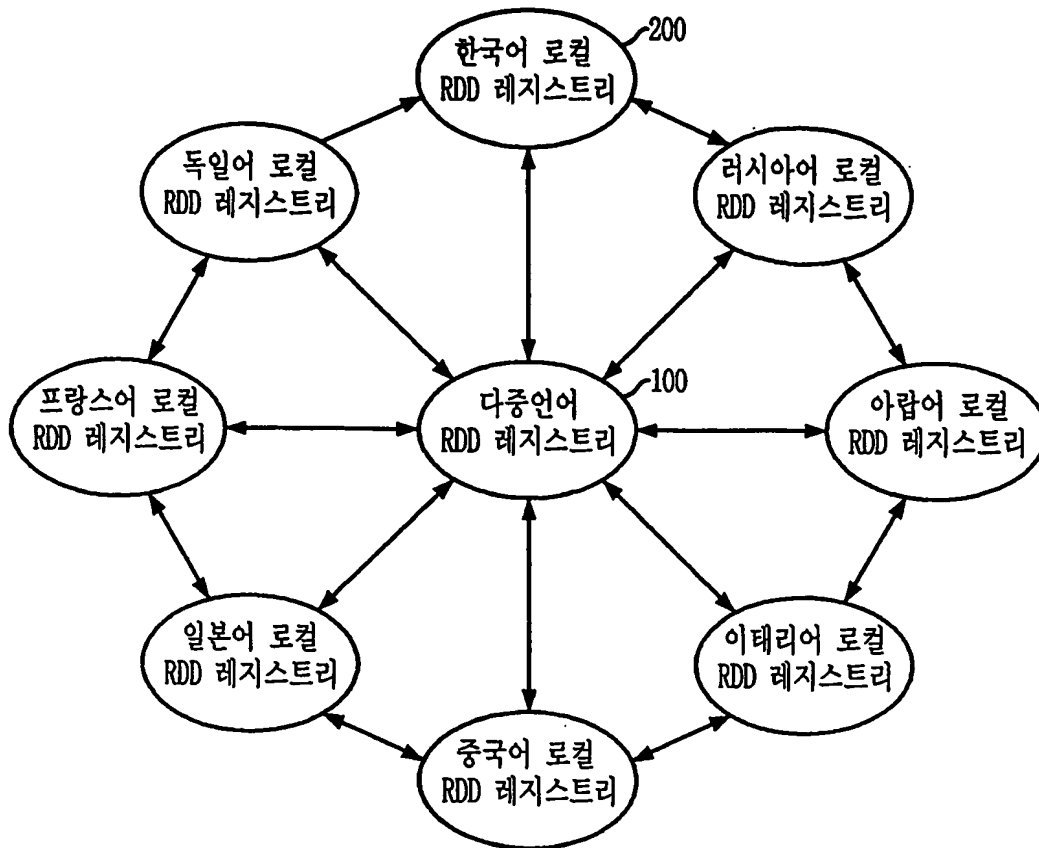 200
한국어 로컬
RDD 레지스트리
독일어 로컬
RDD 레지스트리
러시아어 로컬
RDD 레지스트리
100
프랑스어 로컬
RDD 레지스트리
다중언어
RDD 레지스트리
아랍어 로컬
RDD 레지스트리
일본어 로컬
RDD 레지스트리
이태리어 로컬
RDD 레지스트리
중국어 로컬
RDD 레지스트리